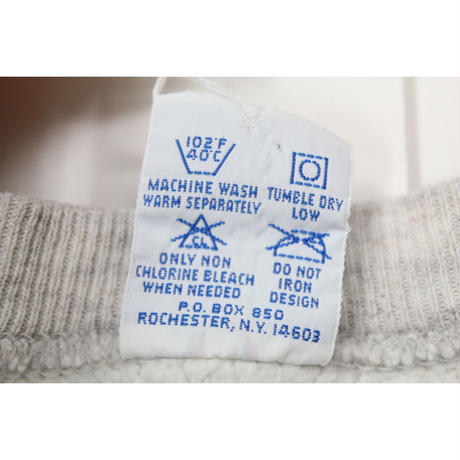 102°F
40°C
MACHINE WASH
WARM SEPARATELY
TUMBLE DRY
LOW
CL
ONLY NON
CHLORINE BLEACH
WHEN NEEDED
DO NOT
IRON
DESIGN
P.O. BOX 850
ROCHESTER, N.Y. 14603